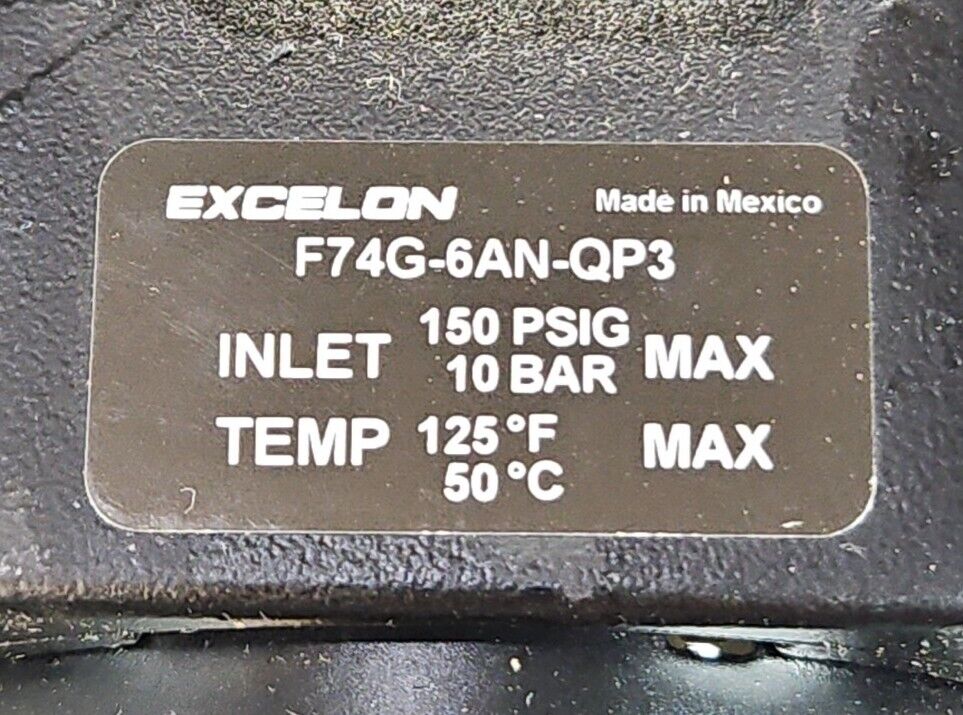 EXCELON Made in Mexico
F74G-6AN-QP3
INLET 150 PSIG 10 BAR MAX
TEMP 125 °F 50 °C MAX